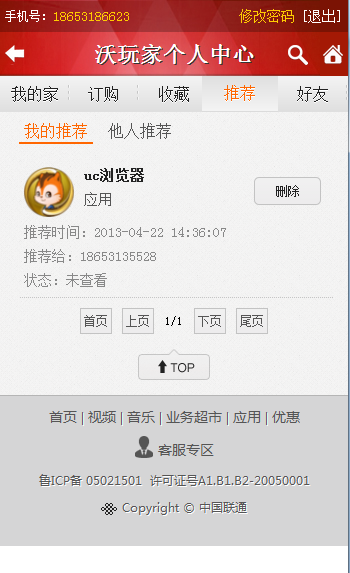 手机号：18653186623 修改密码 [退出]
沃玩家个人中心
我的家 订购 收藏 推荐 好友
我的推荐 他人推荐
uc浏览器
应用
删除
推荐时间：2013-04-22 14:36:07
推荐给：18653135528
状态：未查看
首页 上页 1/1 下页 尾页
TOP
首页 | 视频 | 音乐 | 业务超市 | 应用 | 优惠
客服专区
鲁ICP备 05021501 许可证号A1.B1.B2-20050001
Copyright © 中国联通